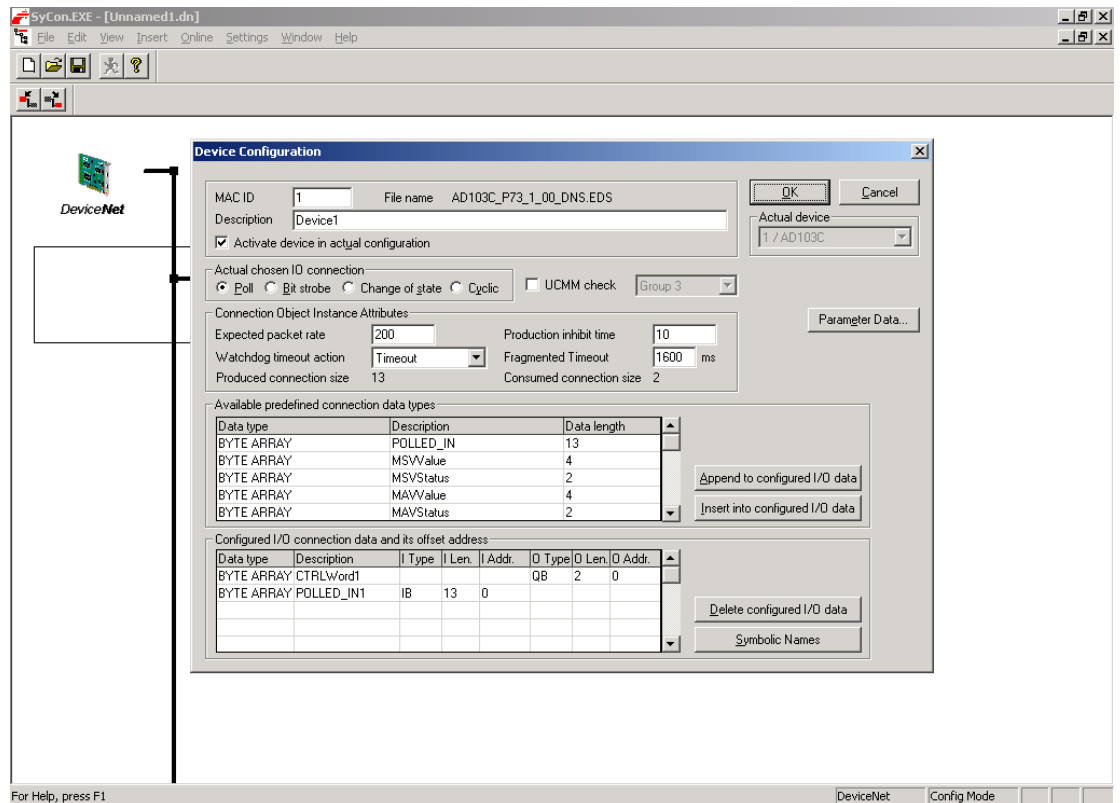 SyCon.EXE - [Unnamed1.dn]
File Edit View Insert Online Settings Window Help
DeviceNet
Device Configuration
MAC ID 1 File name AD103C_P73_1_00_DNS.EDS
Description Device1
Activate device in actual configuration
OK Cancel
Actual device
1 / AD103C
Actual chosen IO connection
Poll Bit strobe Change of state Cyclic UCMM check Group 3
Connection Object Instance Attributes
Expected packet rate 200 Production inhibit time 10
Watchdog timeout action Timeout Fragmented Timeout 1600 ms
Produced connection size 13 Consumed connection size 2
Parameter Data...
Available predefined connection data types
Data type Description Data length
BYTE ARRAY POLLED_IN 13
BYTE ARRAY MSVValue 4
BYTE ARRAY MSVStatus 2
BYTE ARRAY MAVValue 4
BYTE ARRAY MAVStatus 2
Append to configured I/O data
Insert into configured I/O data
Configured I/O connection data and its offset address
Data type Description I Type I Len. I Addr. O Type O Len. O Addr.
BYTE ARRAY CTRLWord1 QB 2 0
BYTE ARRAY POLLED_IN1 IB 13 0
Delete configured I/O data
Symbolic Names
For Help, press F1 DeviceNet Config Mode